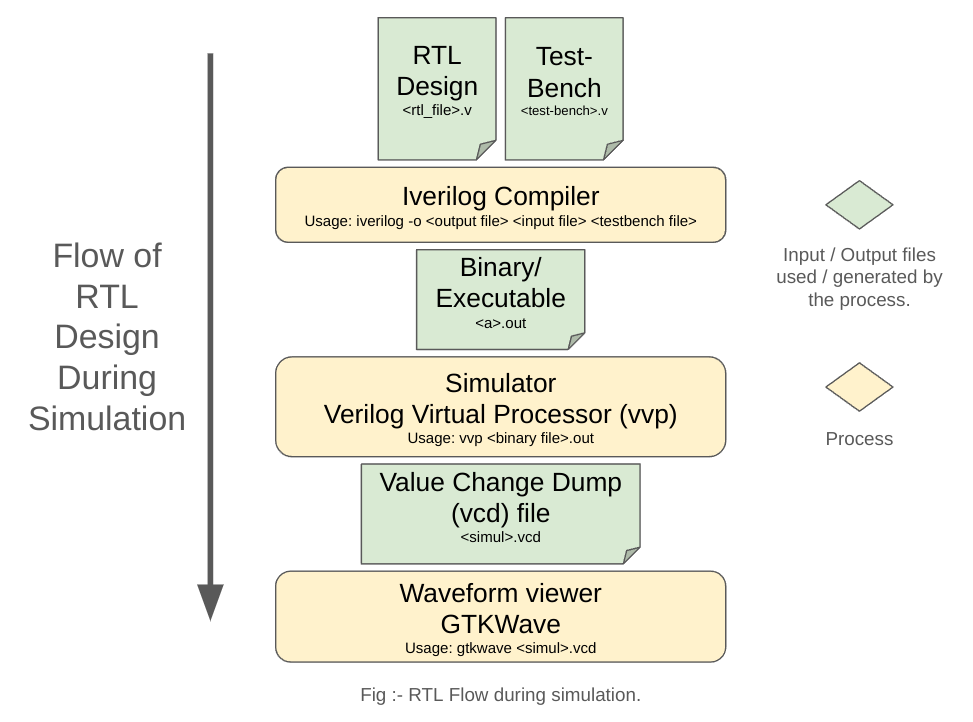 RTL
Design
<rtl_file>.v
Test-
Bench
<test-bench>.v
Iverilog Compiler
Usage: iverilog -o <output file> <input file> <testbench file>
Binary/
Executable
<a>.out
Simulator
Verilog Virtual Processor (vvp)
Usage: vvp <binary file>.out
Value Change Dump
(vcd) file
<simul>.vcd
Waveform viewer
GTKWave
Usage: gtkwave <simul>.vcd
Flow of
RTL
Design
During
Simulation
Input / Output files
used / generated by
the process.
Process
Fig :- RTL Flow during simulation.